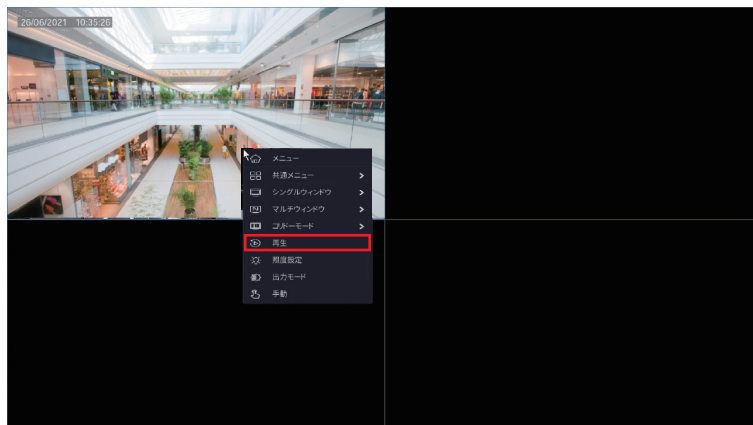 26/06/2021 10:35:26
メニュー
共通メニュー
シングルウィンドウ
マルチウィンドウ
コリドーモード
再生
照度設定
出力モード
手動